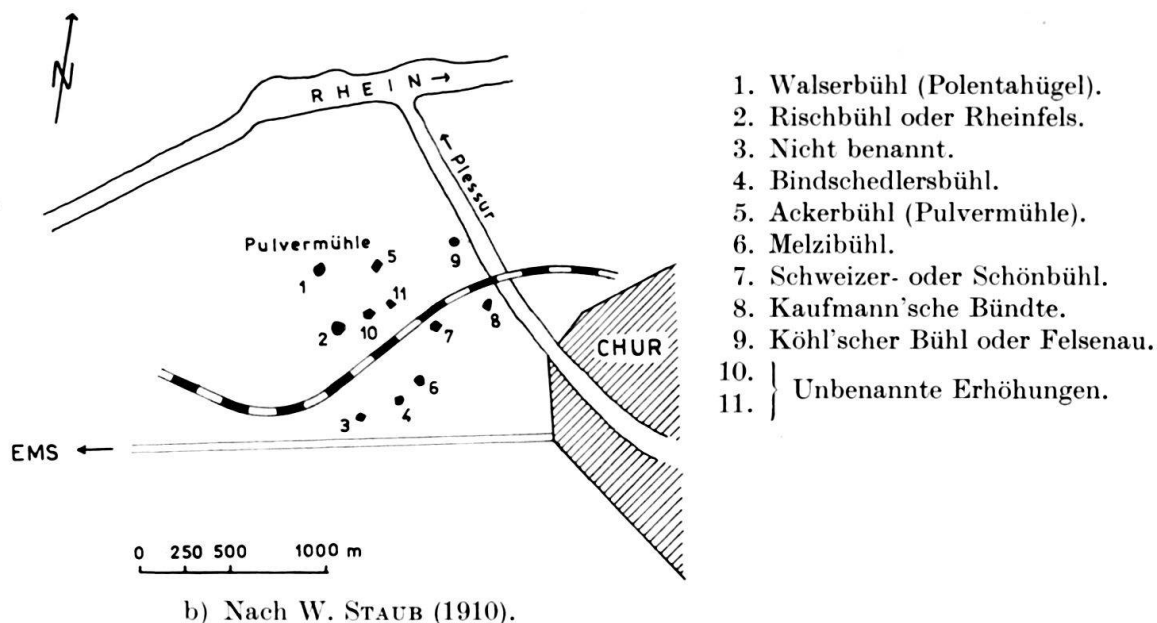 N
RHEIN →
← Plessur
Pulvermühle
1
5
9
11
10
2
7
8
CHUR
6
4
3
EMS ←
0 250 500 1000 m
b) Nach W. STAUB (1910).
1. Walserbühl (Polentahügel).
2. Rischbühl oder Rheinfels.
3. Nicht benannt.
4. Bindschedlersbühl.
5. Ackerbühl (Pulvermühle).
6. Melzibühl.
7. Schweizer- oder Schönbühl.
8. Kaufmann'sche Bündte.
9. Köhl'scher Bühl oder Felsenau.
10. } Unbenannte Erhöhungen.
11.